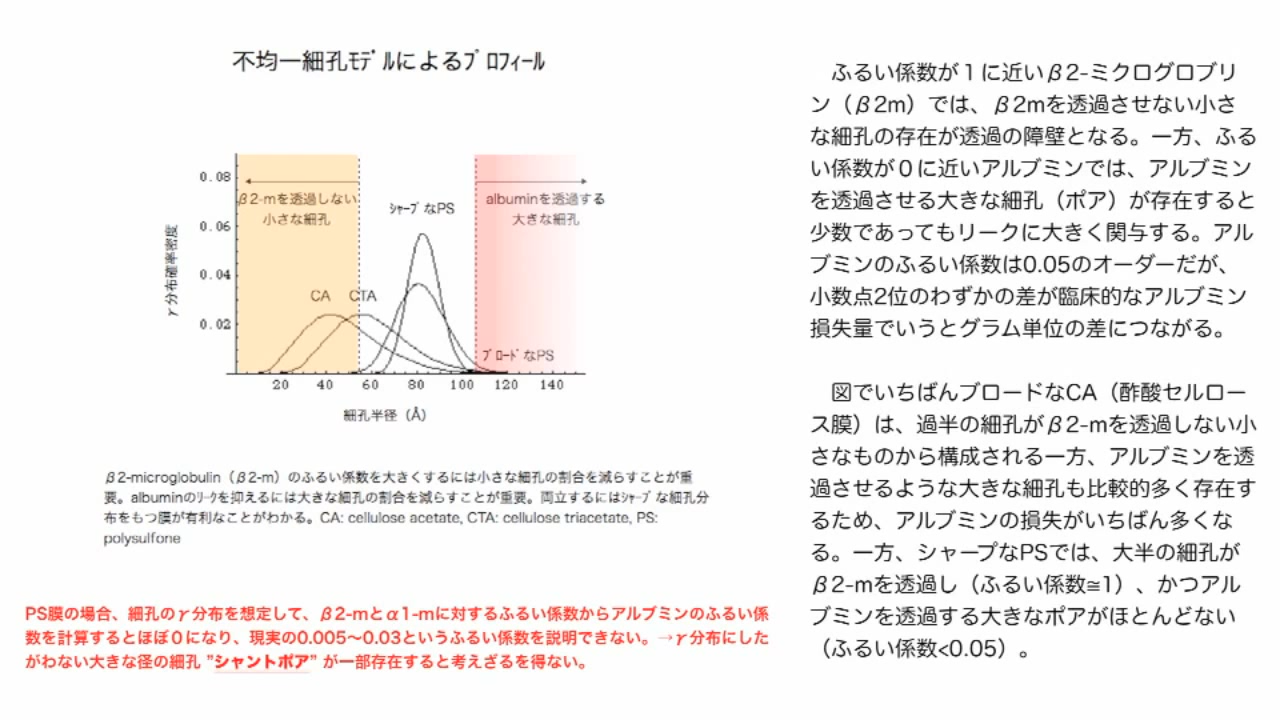 不均一細孔ﾓﾃﾞﾙによるﾌﾟﾛﾌｨｰﾙ
γ分布確率密度
0.08
0.06
0.04
0.02
β2-mを透過しない
小さな細孔
ｼｬｰﾌﾟなPS
albuminを透過する
大きな細孔
CA
CTA
ﾌﾞﾛｰﾄﾞなPS
20 40 60 80 100 120 140
細孔半径（Å）
β2-microglobulin（β2-m）のふるい係数を大きくするには小さな細孔の割合を減らすことが重
要。albuminのﾘｰｸを抑えるには大きな細孔の割合を減らすことが重要。両立するにはｼｬｰﾌﾟな細孔分
布をもつ膜が有利なことがわかる。CA: cellulose acetate, CTA: cellulose triacetate, PS:
polysulfone
PS膜の場合、細孔のγ分布を想定して、β2-mとα1-mに対するふるい係数からアルブミンのふるい係
数を計算するとほぼ０になり、現実の0.005〜0.03というふるい係数を説明できない。→γ分布にした
がわない大きな径の細孔 ”シャントポア” が一部存在すると考えざるを得ない。
ふるい係数が１に近いβ2-ミクログロブリ
ン（β2m）では、β2mを透過させない小さ
な細孔の存在が透過の障壁となる。一方、ふる
い係数が０に近いアルブミンでは、アルブミン
を透過させる大きな細孔（ポア）が存在すると
少数であってもリークに大きく関与する。アル
ブミンのふるい係数は0.05のオーダーだが、
小数点2位のわずかの差が臨床的なアルブミン
損失量でいうとグラム単位の差につながる。
図でいちばんブロードなCA（酢酸セルロー
ス膜）は、過半の細孔がβ2-mを透過しない小
さなものから構成される一方、アルブミンを透
過させるような大きな細孔も比較的多く存在す
るため、アルブミンの損失がいちばん多くな
る。一方、シャープなPSでは、大半の細孔が
β2-mを透過し（ふるい係数≅1）、かつアル
ブミンを透過する大きなポアがほとんどない
（ふるい係数<0.05）。